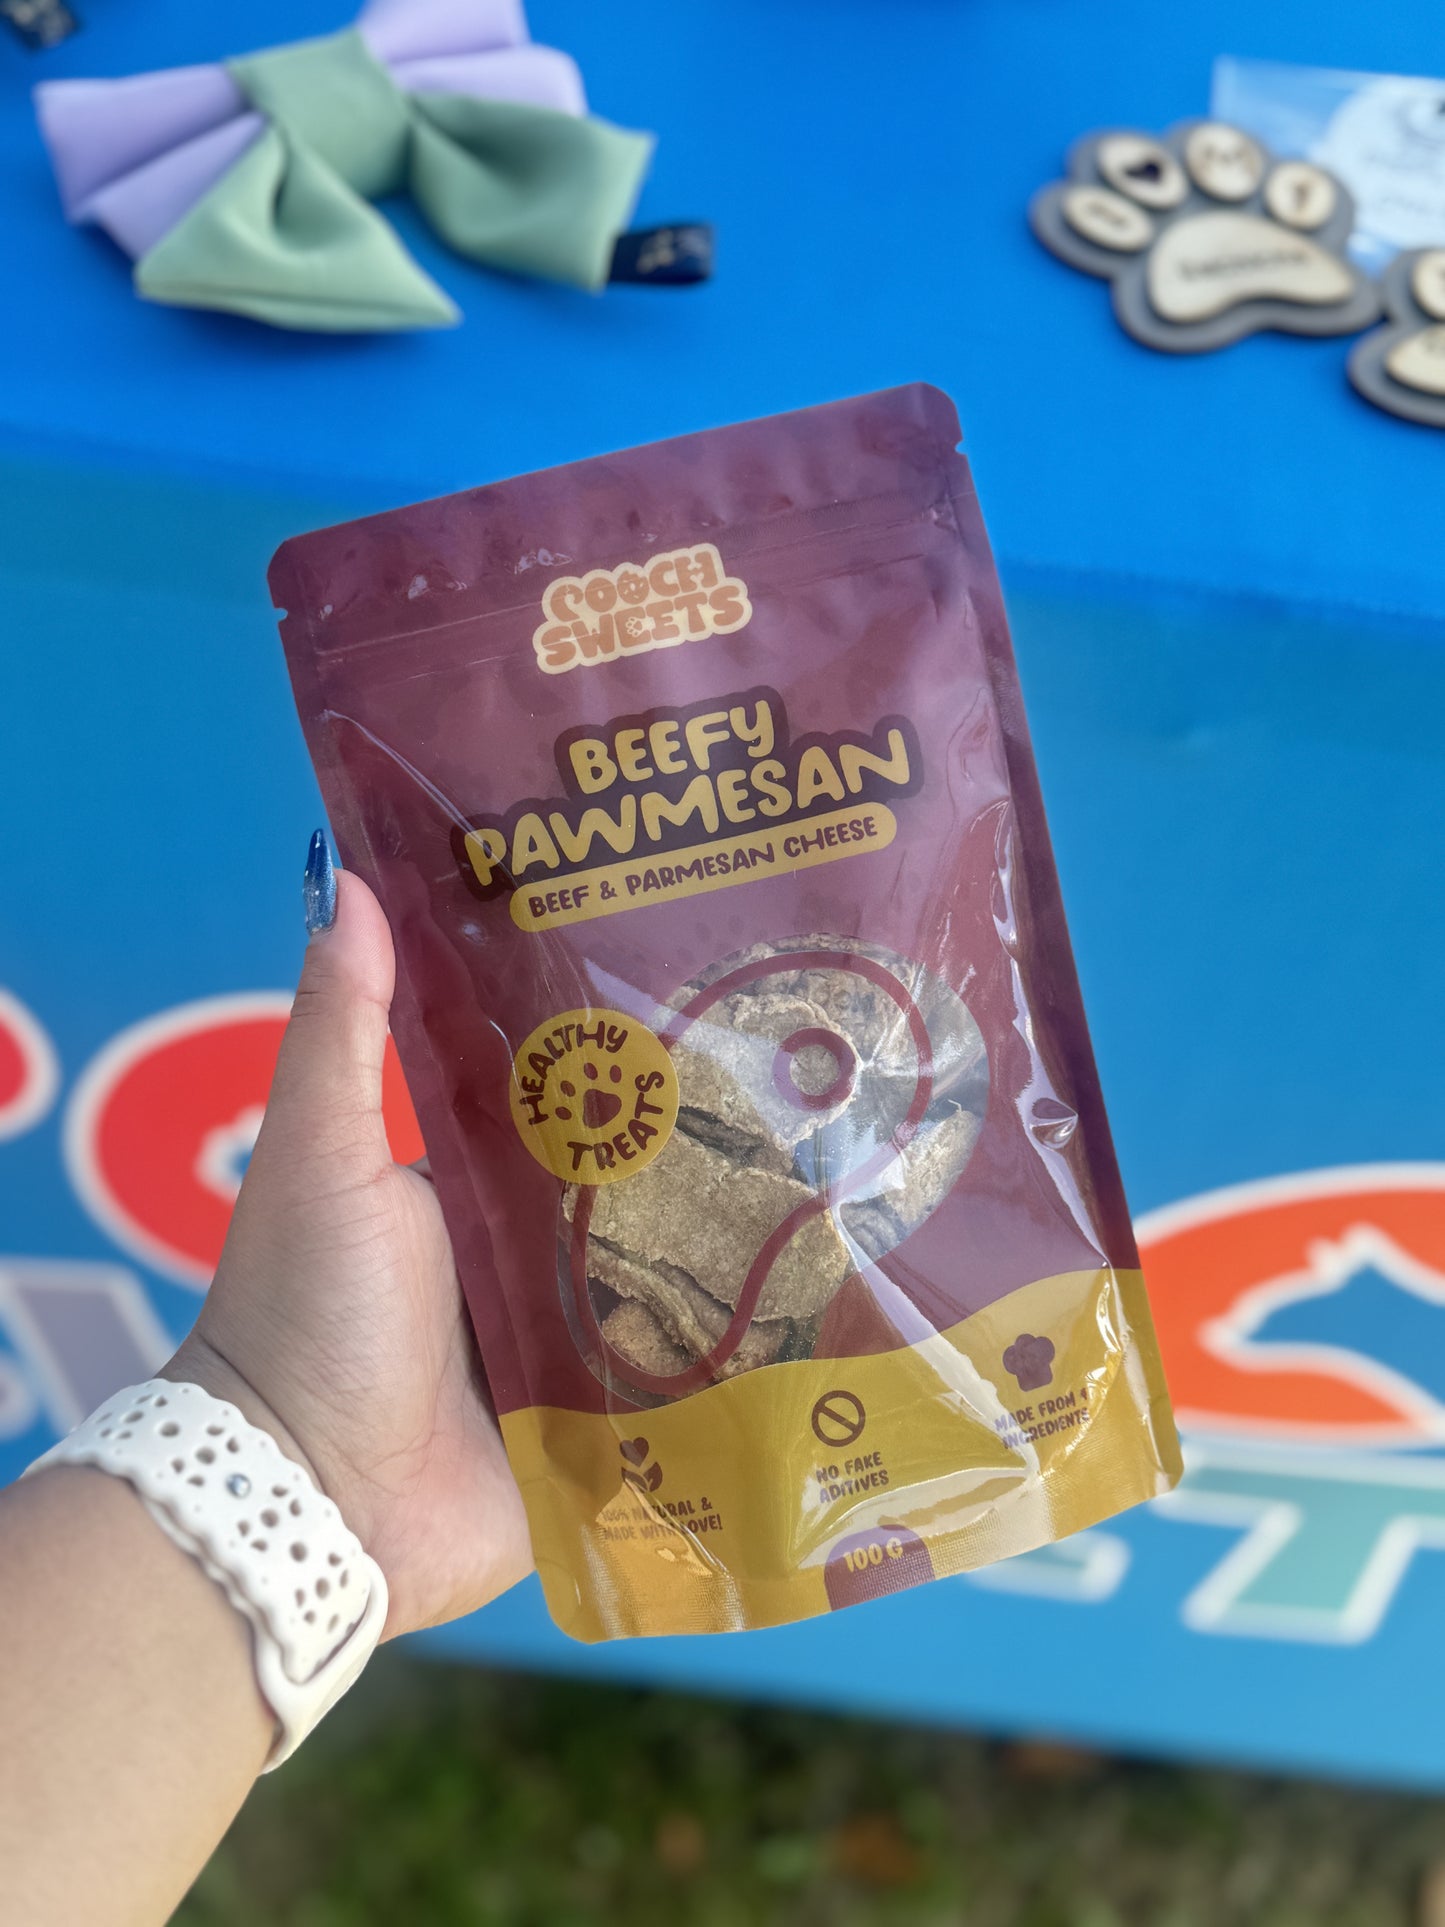 POOCH
SWEETS
BEEFY
PAWMESAN
BEEF & PARMESAN CHEESE
HEALTHY
TREATS
100% NATURAL &
MADE WITH LOVE!
NO FAKE
ADITIVES
MADE FROM 4
INGREDIENTS
100 G